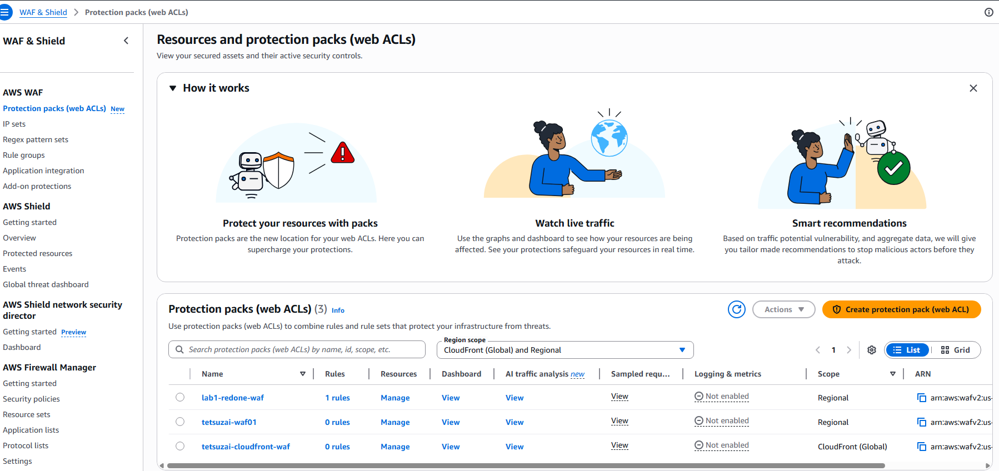 WAF & Shield
Protection packs (web ACLs)
WAF & Shield
AWS WAF
Protection packs (web ACLs) New
IP sets
Regex pattern sets
Rule groups
Application integration
Add-on protections
AWS Shield
Getting started
Overview
Protected resources
Events
Global threat dashboard
AWS Shield network security
director
Getting started Preview
Dashboard
AWS Firewall Manager
Getting started
Security policies
Resource sets
Application lists
Protocol lists
Settings
Resources and protection packs (web ACLs)
View your secured assets and their active security controls.
How it works
Protect your resources with packs
Protection packs are the new location for your web ACLs. Here you can
supercharge your protections.
Watch live traffic
Use the graphs and dashboard to see how your resources are being
affected. See your protections safeguard your resources in real time.
Smart recommendations
Based on traffic potential vulnerability, and aggregate data, we will give
you tailor made recommendations to stop malicious actors before they
attack.
Protection packs (web ACLs) (3) Info
Actions
Create protection pack (web ACL)
Use protection packs (web ACLs) to combine rules and rule sets that protect your infrastructure from threats.
Search protection packs (web ACLs) by name, id, scope, etc.
Region scope
CloudFront (Global) and Regional
1
List
Grid
Name Rules Resources Dashboard AI traffic analysis new Sampled requ... Logging & metrics Scope ARN
lab1-redone-waf 1 rules Manage View View View Not enabled Regional arn:aws:wafv2:us-
tetsuzai-waf01 0 rules Manage View View View Not enabled Regional arn:aws:wafv2:us-
tetsuzai-cloudfront-waf 0 rules Manage View View View Not enabled CloudFront (Global) arn:aws:wafv2:us-